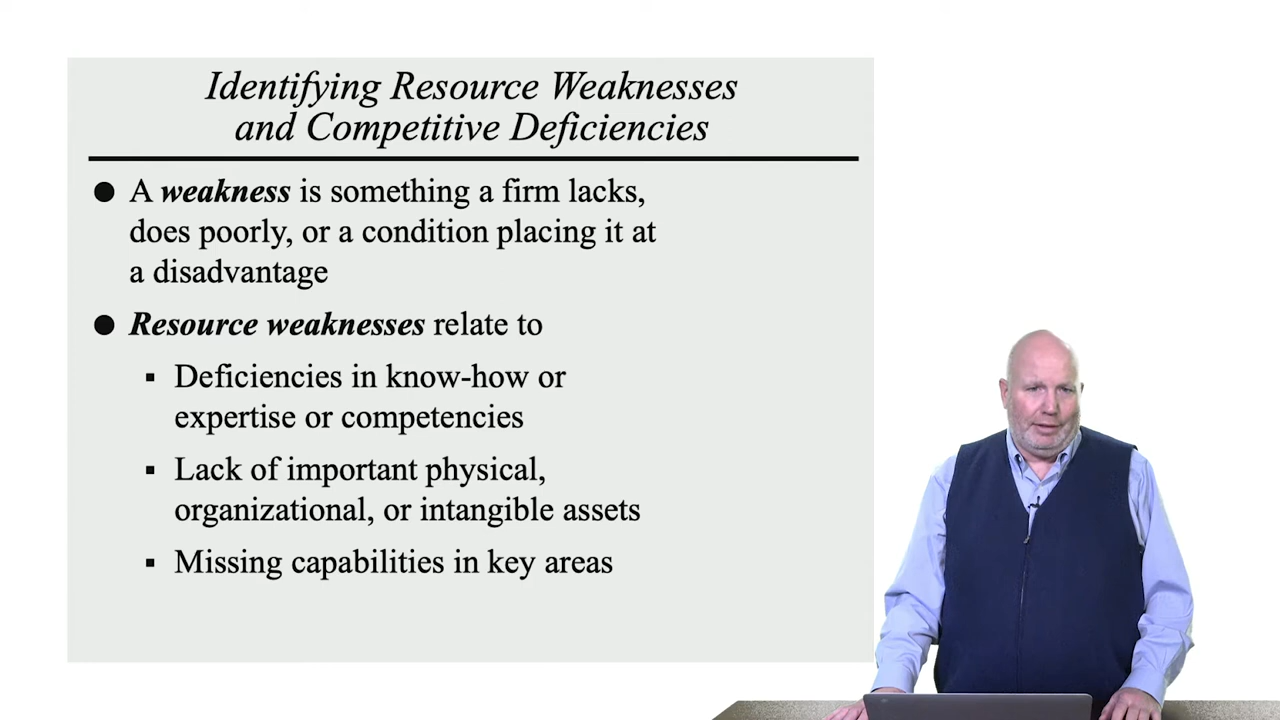 Identifying Resource Weaknesses
and Competitive Deficiencies
● A weakness is something a firm lacks,
does poorly, or a condition placing it at
a disadvantage
● Resource weaknesses relate to
▪ Deficiencies in know-how or
expertise or competencies
▪ Lack of important physical,
organizational, or intangible assets
▪ Missing capabilities in key areas